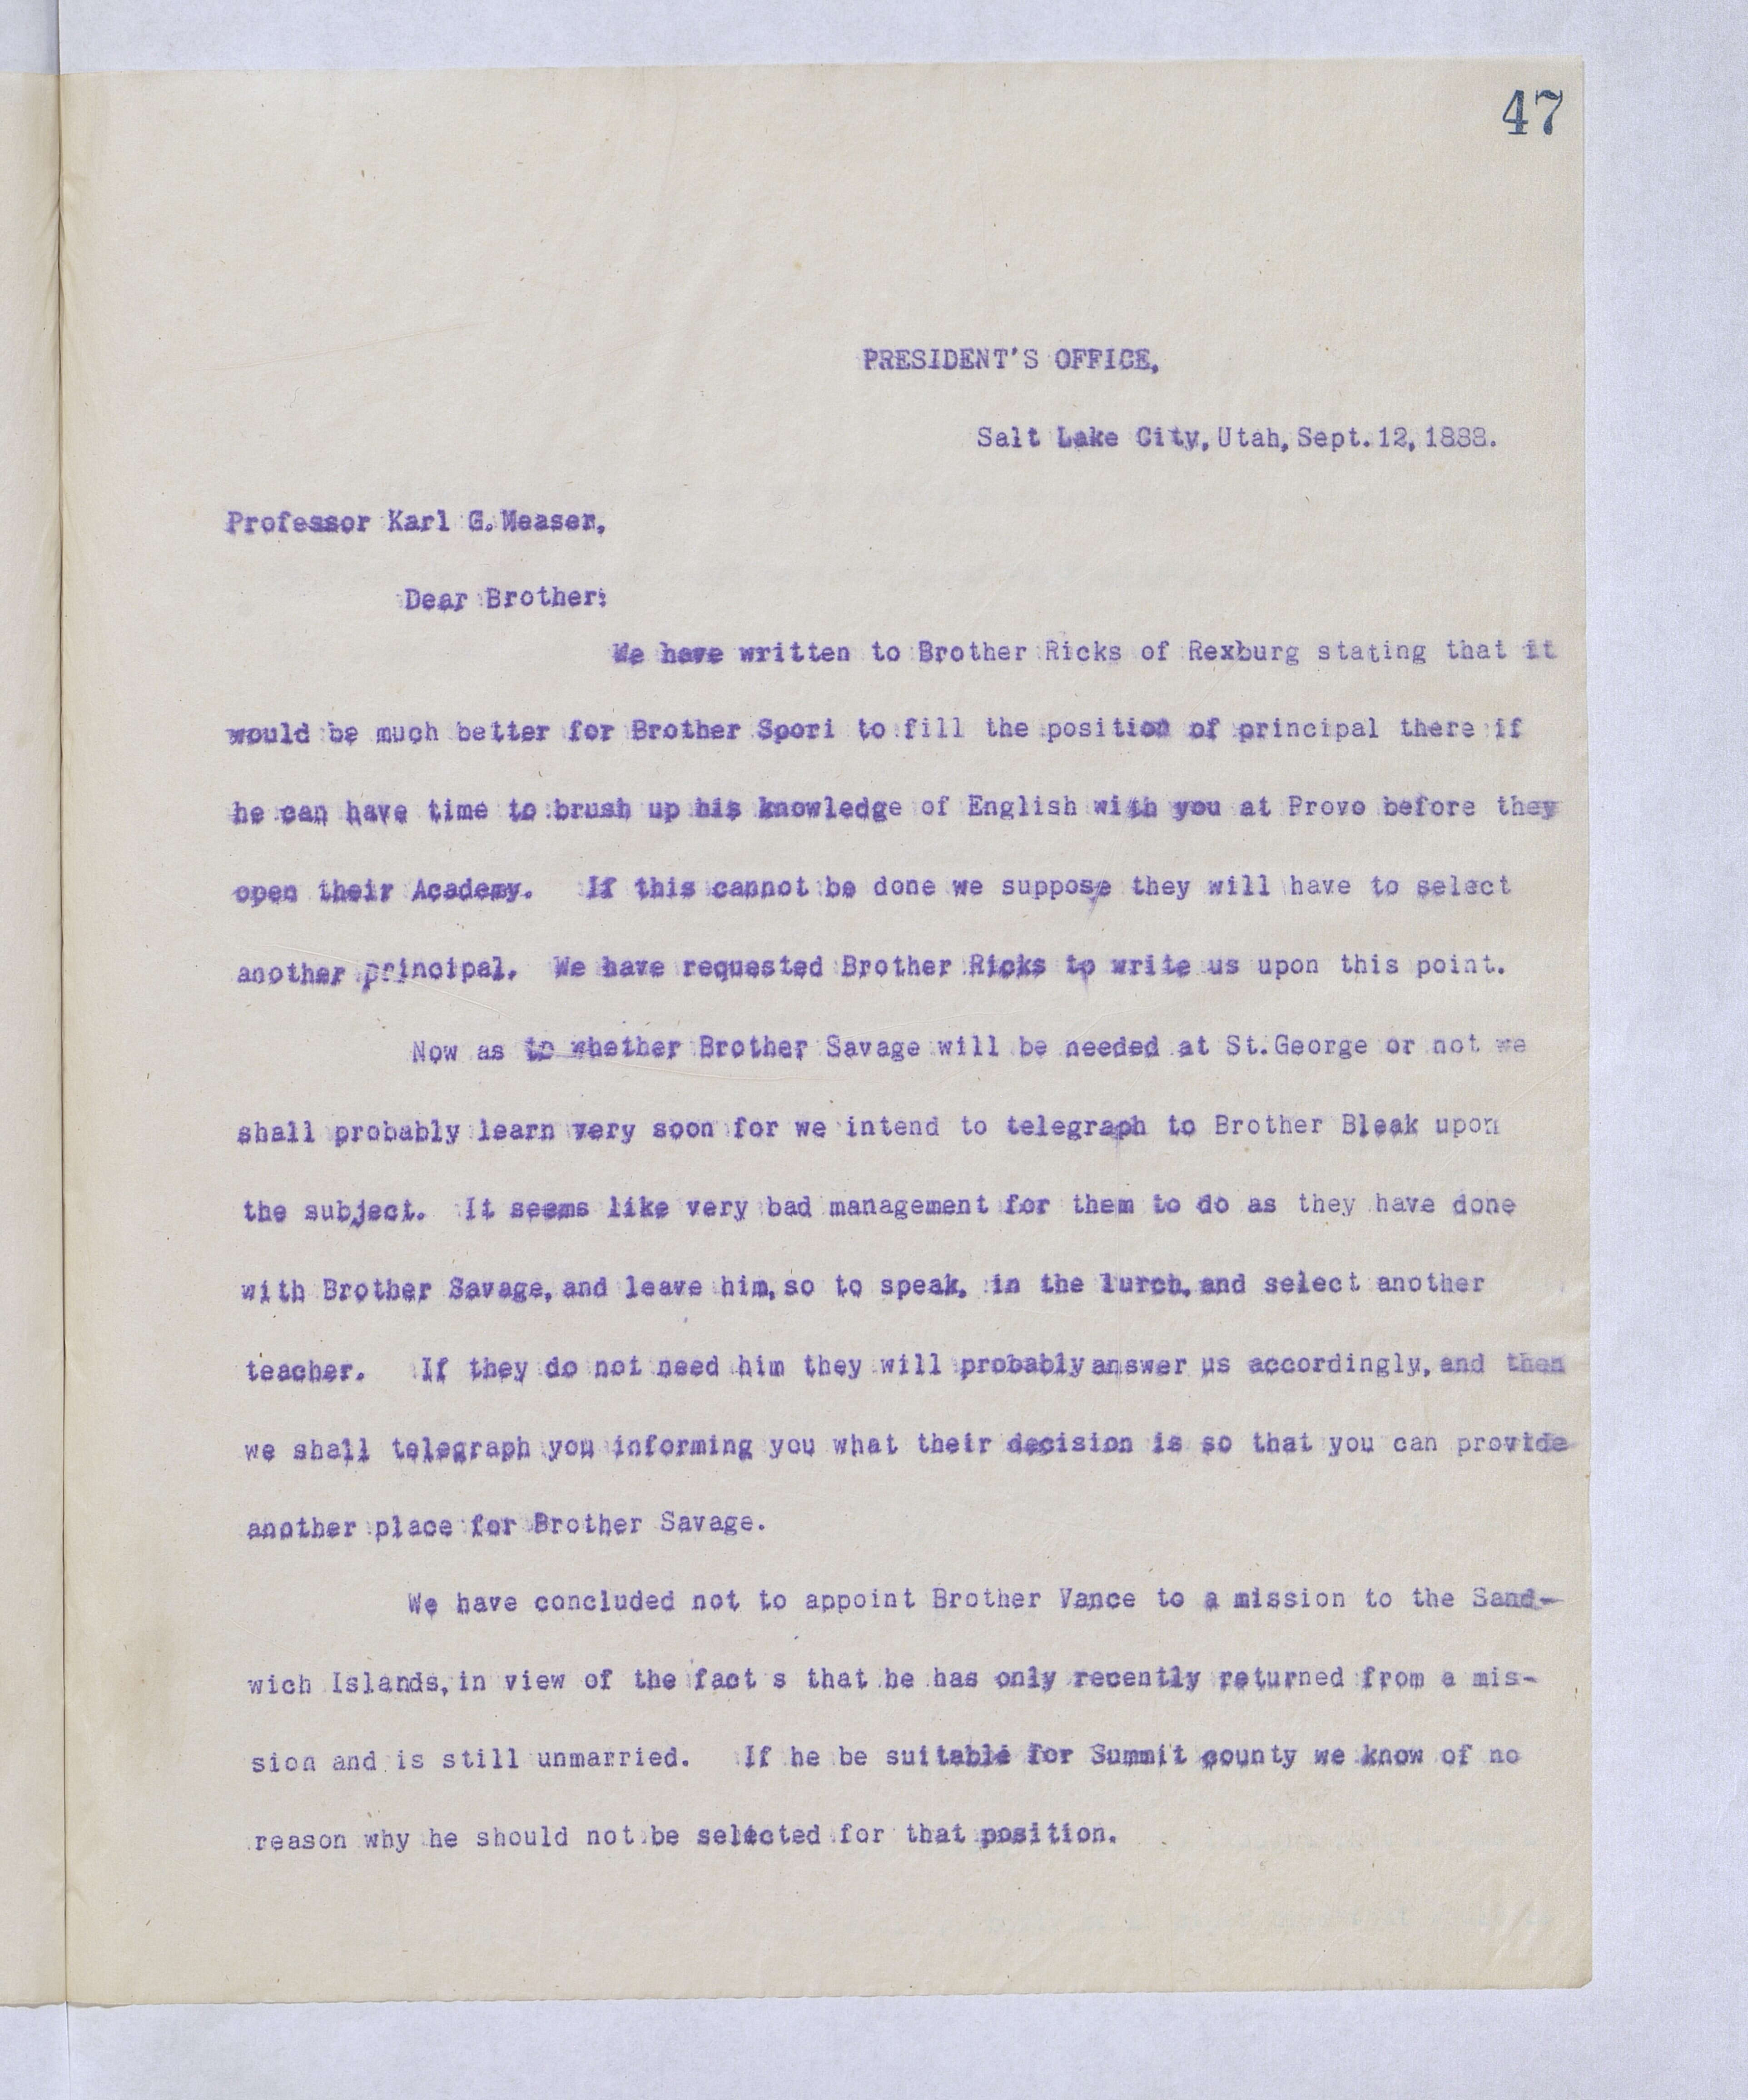 47
PRESIDENT'S OFFICE,
Salt Lake City, Utah, Sept. 12, 1888.
Professor Karl G. Measer,
Dear Brother:
We have written to Brother Ricks of Rexburg stating that it
would be much better for Brother Spori to fill the position of principal there if
he can have time to brush up his knowledge of English with you at Provo before they
open their Academy. If this cannot be done we suppose they will have to select
another principal. We have requested Brother Ricks to write us upon this point.
Now as to whether Brother Savage will be needed at St. George or not we
shall probably learn very soon for we intend to telegraph to Brother Bleak upon
the subject. It seems like very bad management for them to do as they have done
with Brother Savage, and leave him, so to speak, in the lurch, and select another
teacher. If they do not need him they will probably answer us accordingly, and then
we shall telegraph you informing you what their decision is so that you can provide
another place for Brother Savage.
We have concluded not to appoint Brother Vance to a mission to the Sand-
wich Islands, in view of the fact s that he has only recently returned from a mis-
sion and is still unmarried. If he be suitable for Summit county we know of no
reason why he should not be selected for that position.